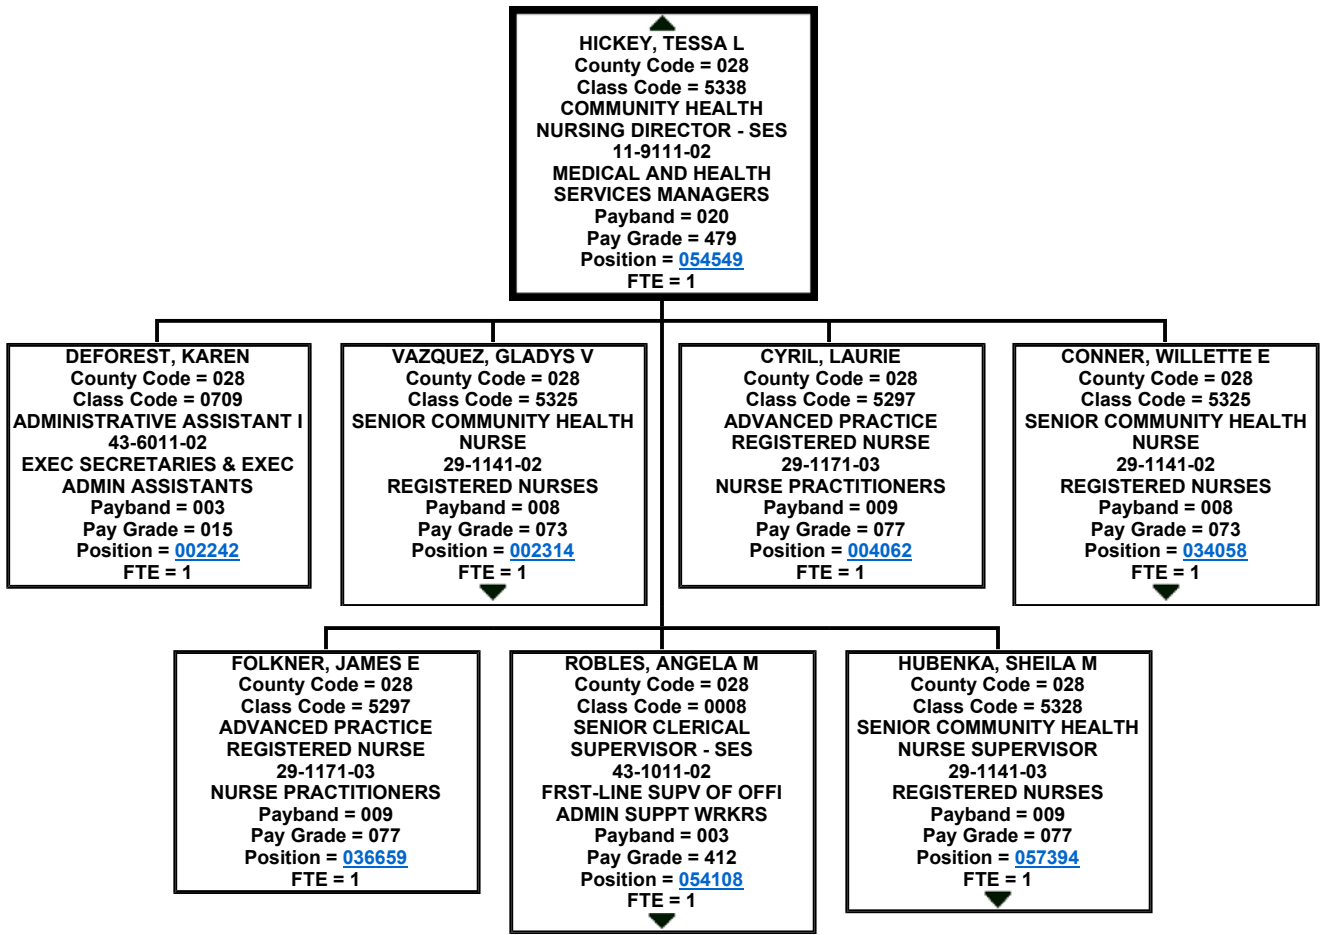 HICKEY, TESSA L
County Code = 028
Class Code = 5338
COMMUNITY HEALTH
NURSING DIRECTOR - SES
11-9111-02
MEDICAL AND HEALTH
SERVICES MANAGERS
Payband = 020
Pay Grade = 479
Position = 054549
FTE = 1
DEFOREST, KAREN
County Code = 028
Class Code = 0709
ADMINISTRATIVE ASSISTANT I
43-6011-02
EXEC SECRETARIES & EXEC
ADMIN ASSISTANTS
Payband = 003
Pay Grade = 015
Position = 002242
FTE = 1
VAZQUEZ, GLADYS V
County Code = 028
Class Code = 5325
SENIOR COMMUNITY HEALTH
NURSE
29-1141-02
REGISTERED NURSES
Payband = 008
Pay Grade = 073
Position = 002314
FTE = 1
CYRIL, LAURIE
County Code = 028
Class Code = 5297
ADVANCED PRACTICE
REGISTERED NURSE
29-1171-03
NURSE PRACTITIONERS
Payband = 009
Pay Grade = 077
Position = 004062
FTE = 1
CONNER, WILLETTE E
County Code = 028
Class Code = 5325
SENIOR COMMUNITY HEALTH
NURSE
29-1141-02
REGISTERED NURSES
Payband = 008
Pay Grade = 073
Position = 034058
FTE = 1
FOLKNER, JAMES E
County Code = 028
Class Code = 5297
ADVANCED PRACTICE
REGISTERED NURSE
29-1171-03
NURSE PRACTITIONERS
Payband = 009
Pay Grade = 077
Position = 036659
FTE = 1
ROBLES, ANGELA M
County Code = 028
Class Code = 0008
SENIOR CLERICAL
SUPERVISOR - SES
43-1011-02
FRST-LINE SUPV OF OFFI
ADMIN SUPPT WRKRS
Payband = 003
Pay Grade = 412
Position = 054108
FTE = 1
HUBENKA, SHEILA M
County Code = 028
Class Code = 5328
SENIOR COMMUNITY HEALTH
NURSE SUPERVISOR
29-1141-03
REGISTERED NURSES
Payband = 009
Pay Grade = 077
Position = 057394
FTE = 1